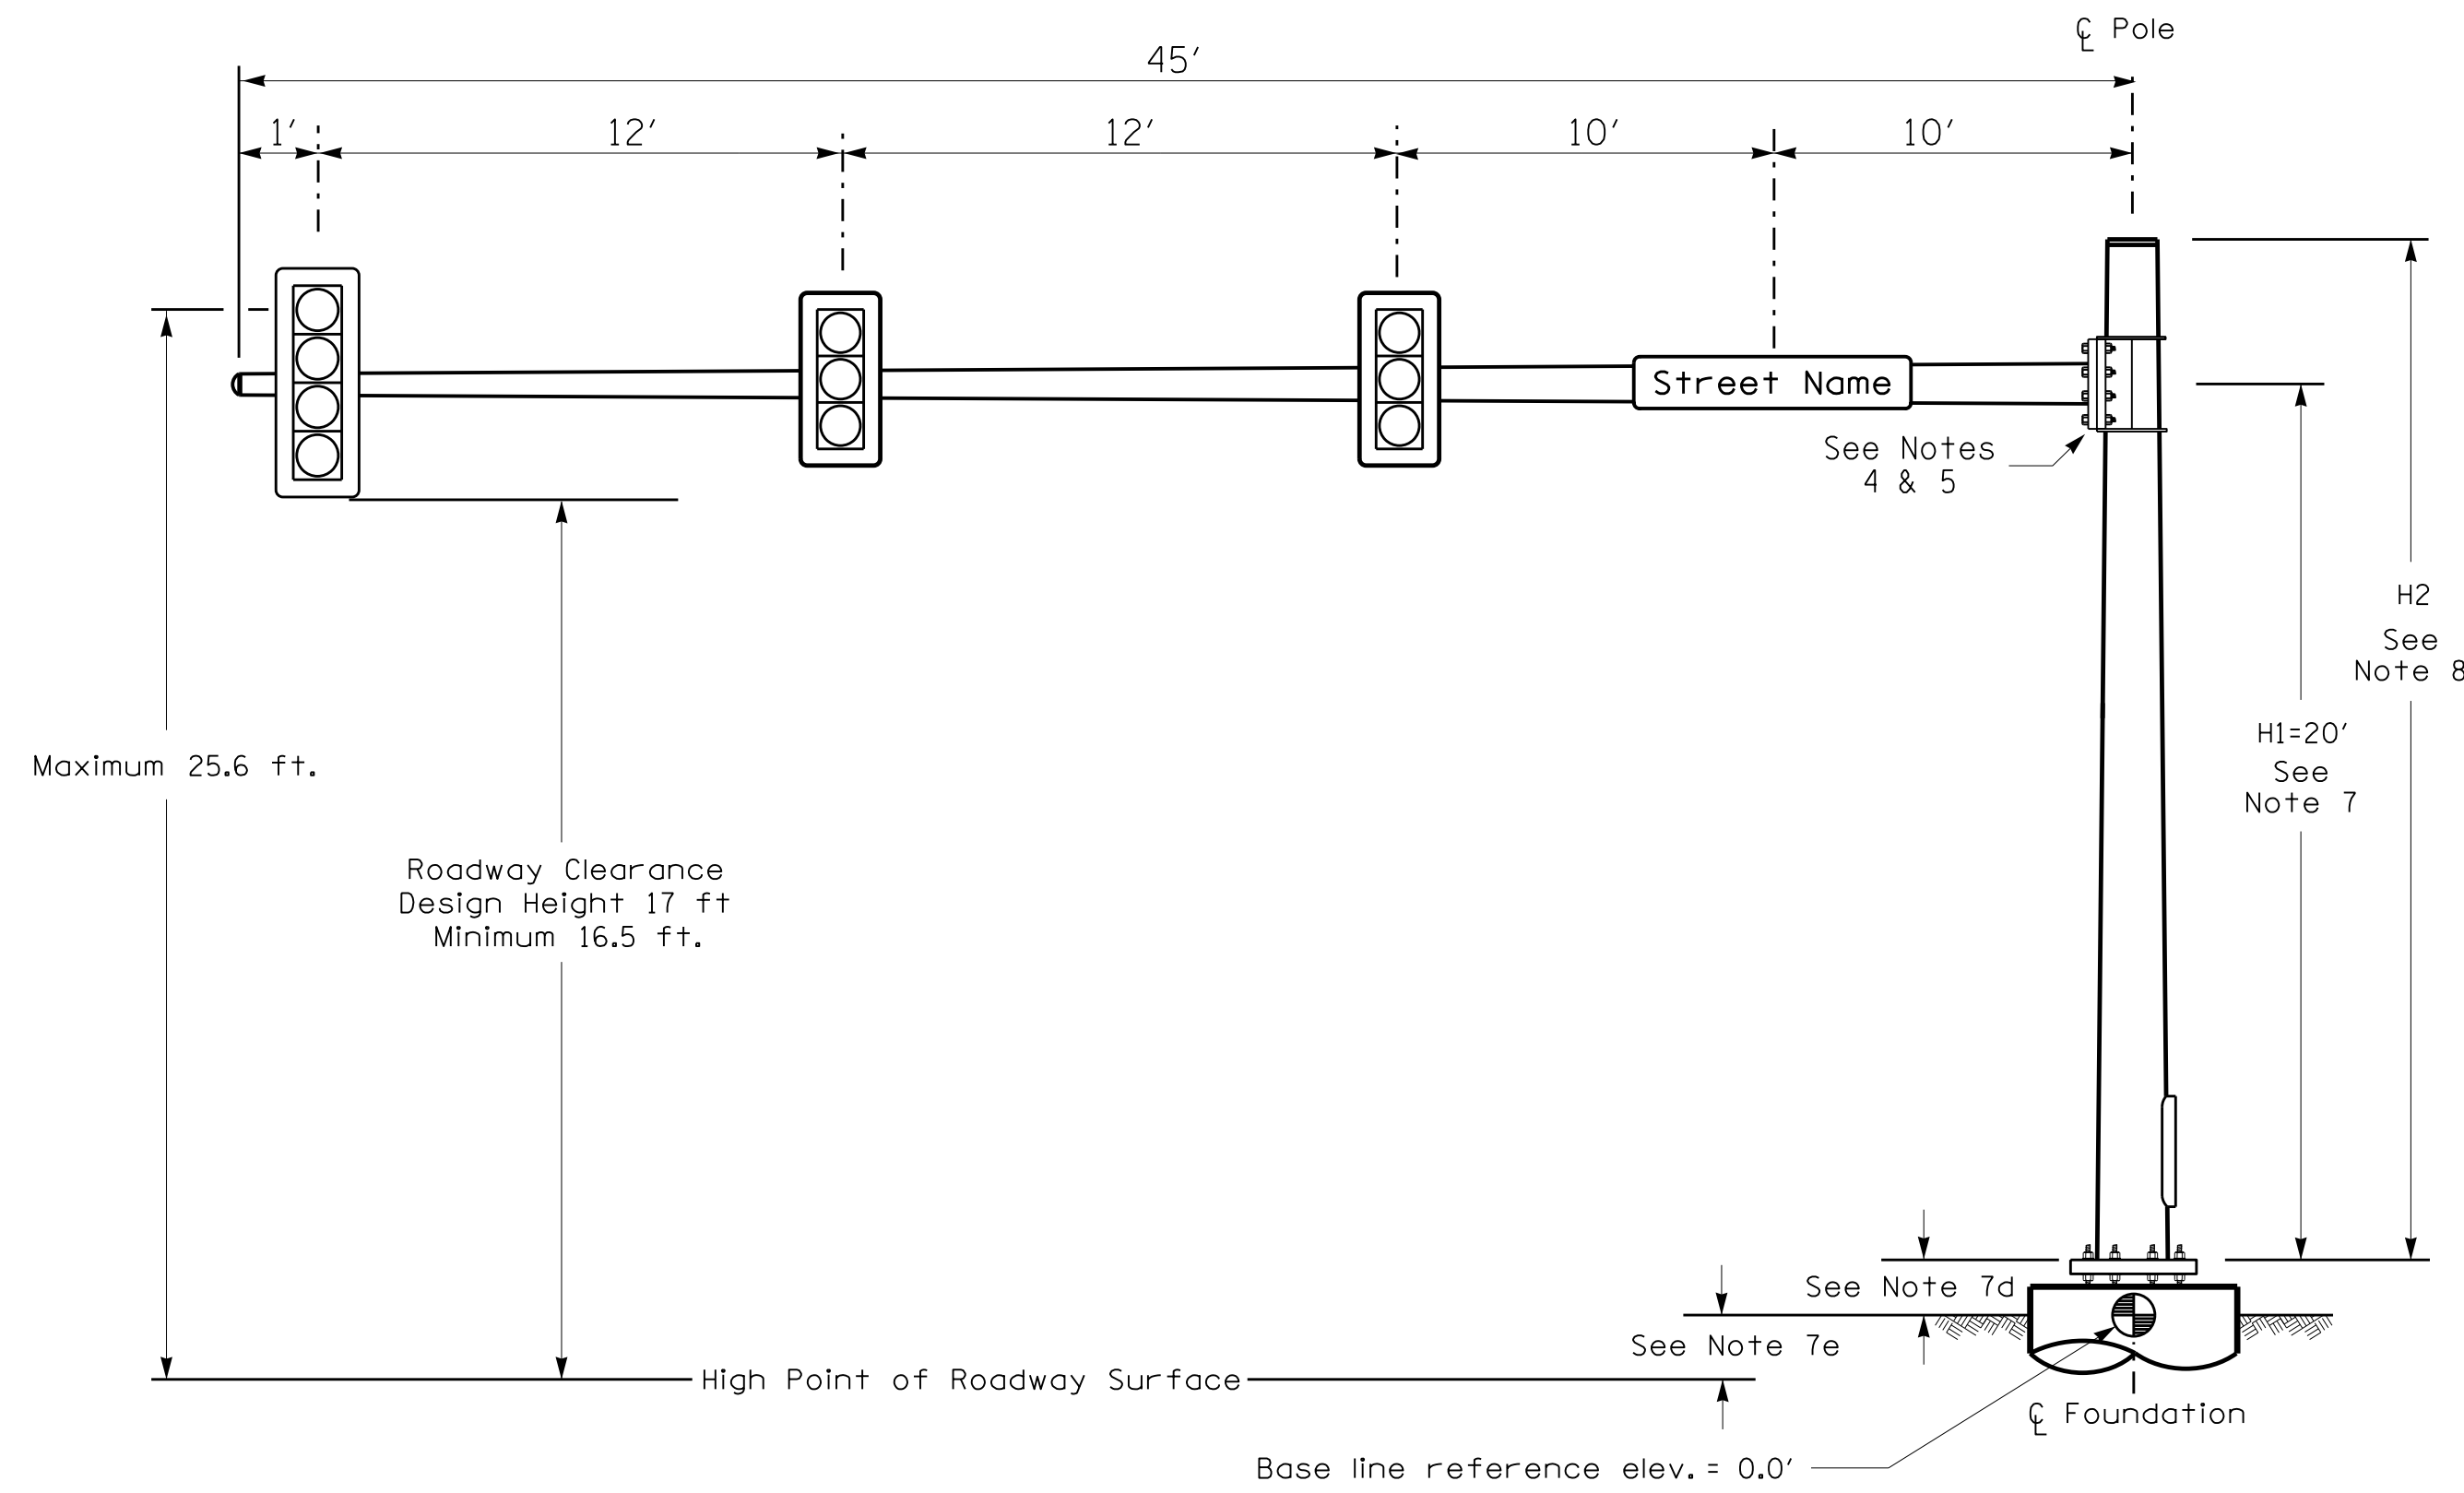 ℄ Pole
45'
1'
12'
12'
10'
10'
Street Name
See Notes
4 & 5
H2
See
Note 8
H1=20'
See
Note 7
Maximum 25.6 ft.
Roadway Clearance
Design Height 17 ft
Minimum 16.5 ft.
See Note 7d
See Note 7e
High Point of Roadway Surface
℄ Foundation
Base line reference elev. = 0.0'